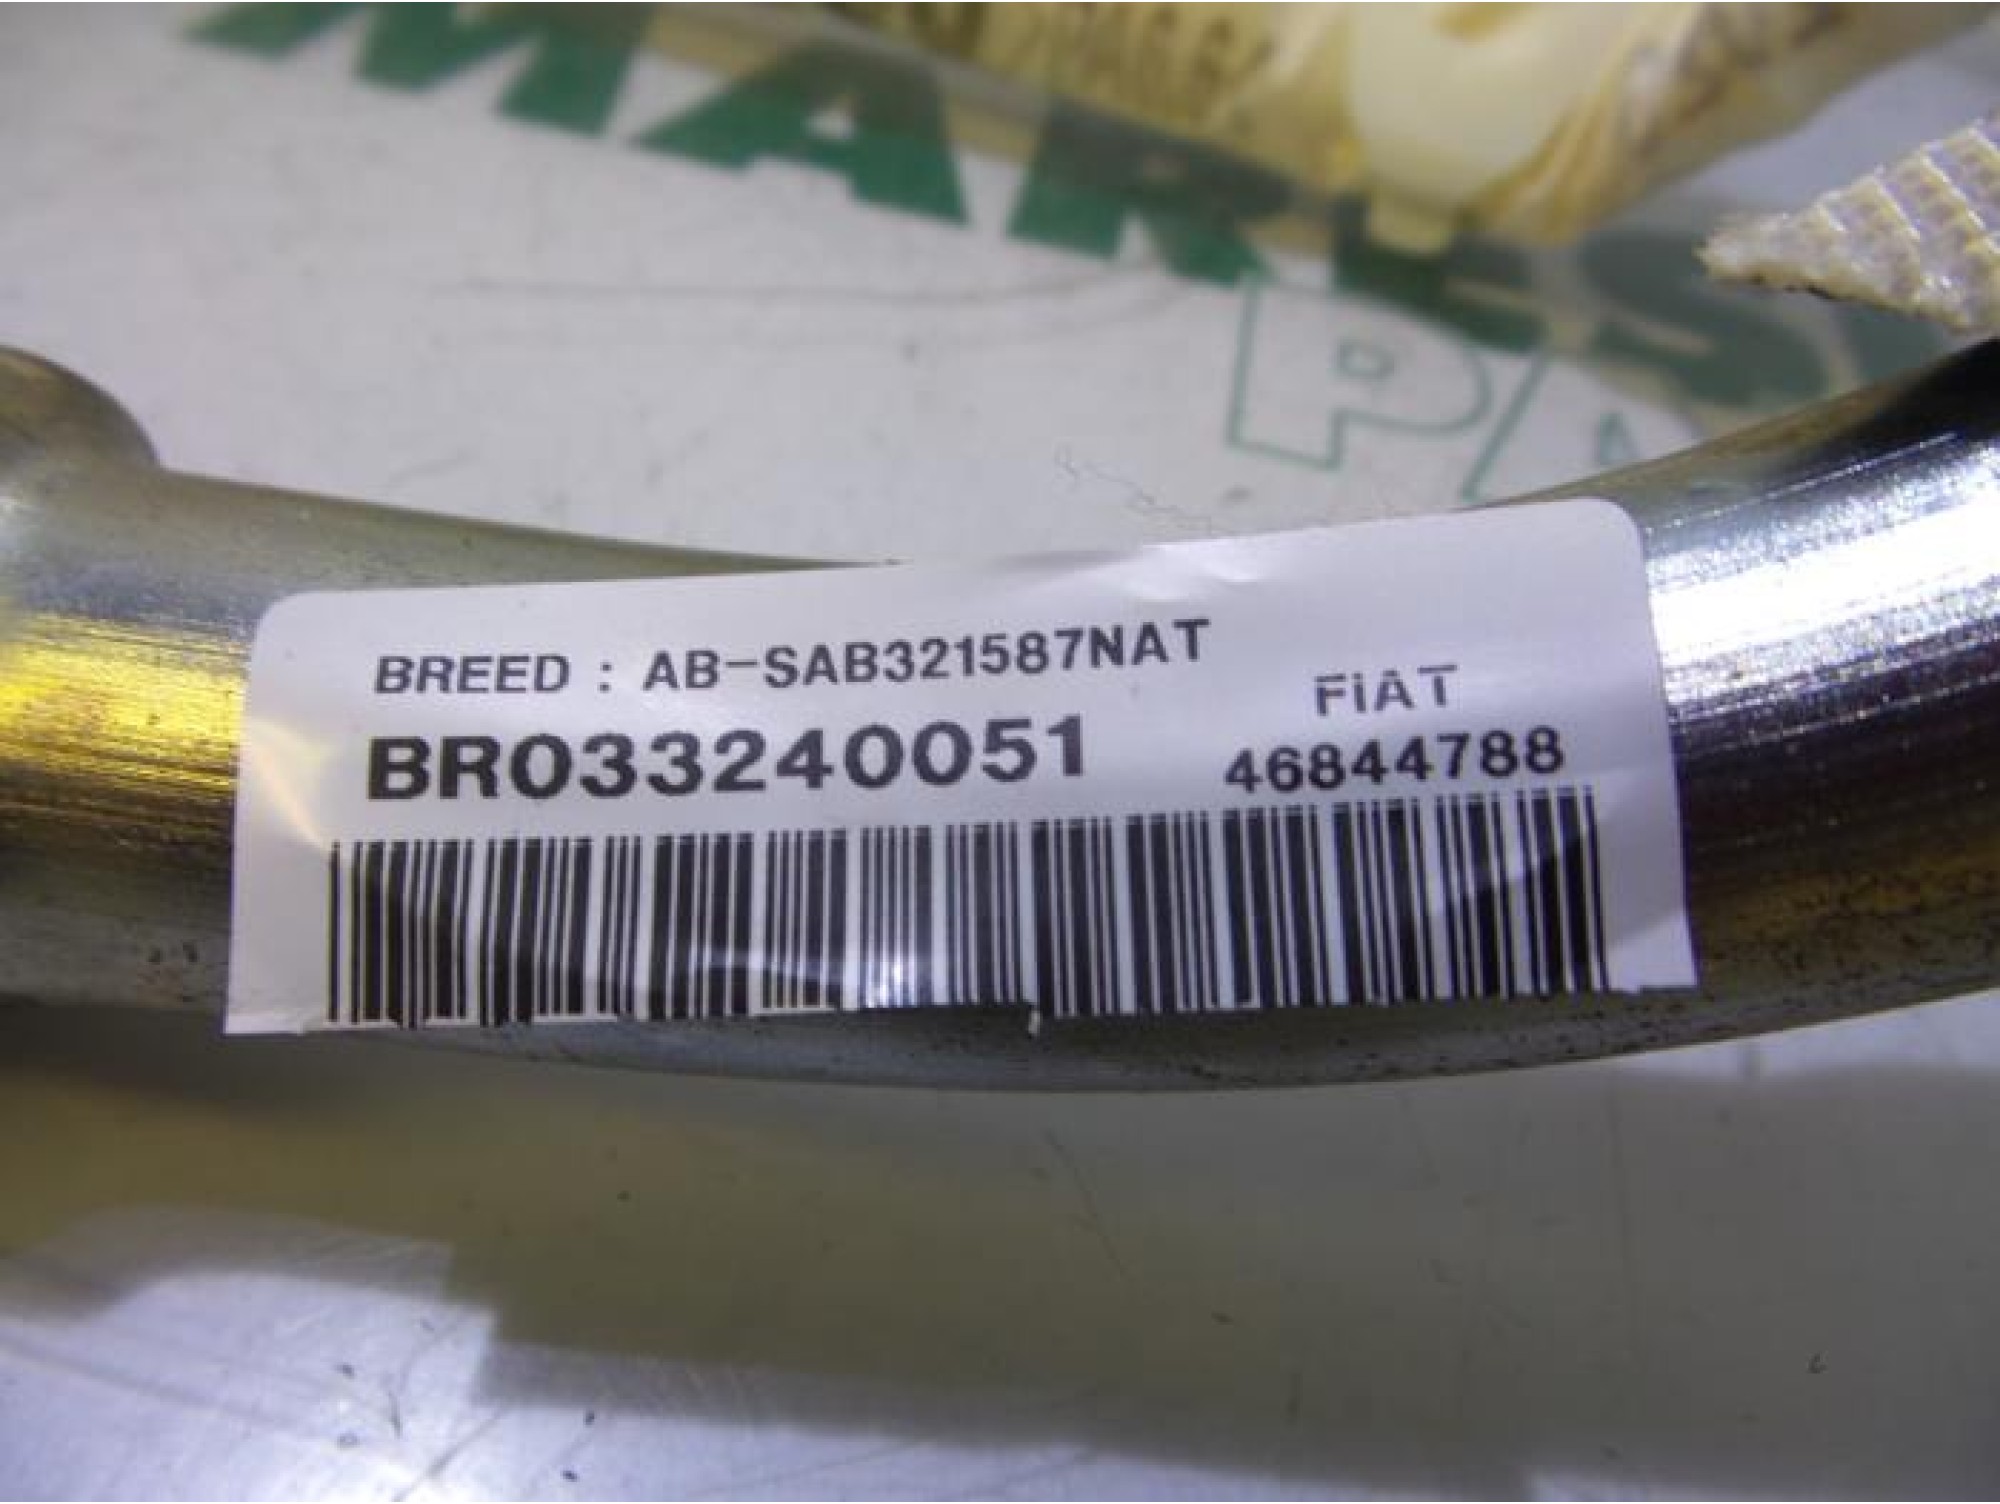 BREED : AB-SAB321587NAT
BR033240051
FiAT
46844788